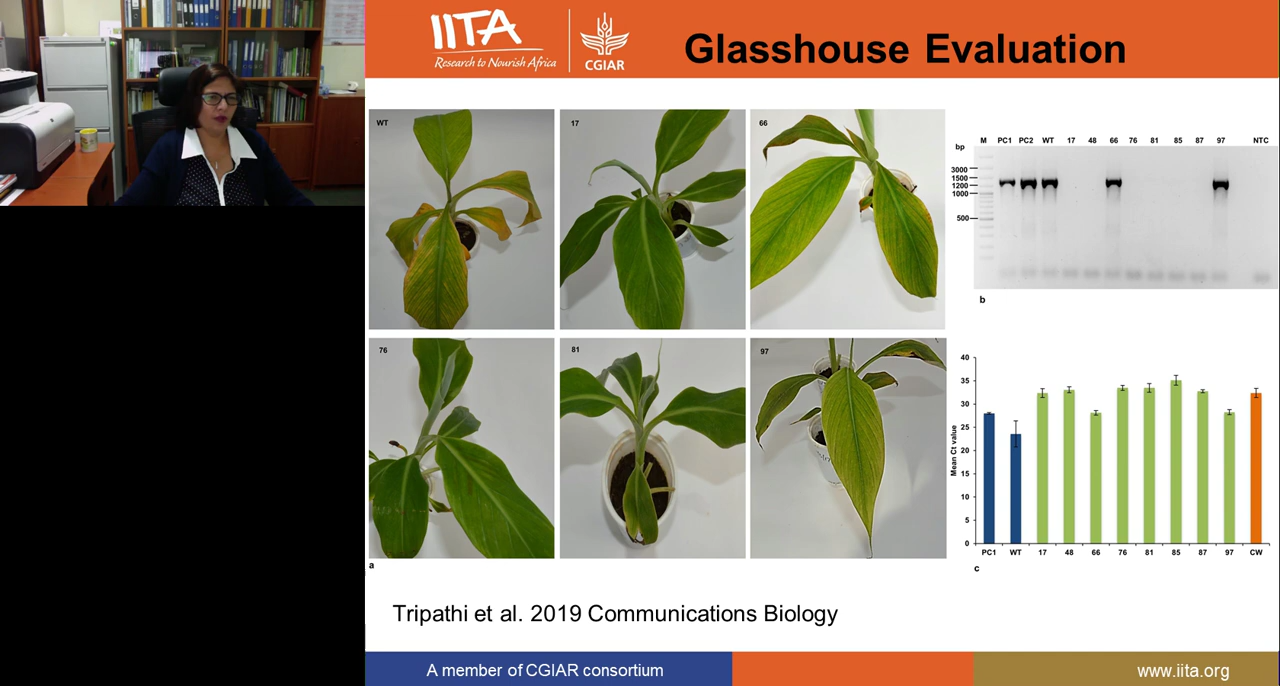 IITA
Research to Nourish Africa
CGIAR
Glasshouse Evaluation
WT
17
66
76
81
97
a
bp
M PC1 PC2 WT 17 48 66 76 81 85 87 97 NTC
3000
1500
1200
1000
500
b
Mean Ct value
40
35
30
25
20
15
10
5
0
PC1 WT 17 48 66 76 81 85 87 97 CW
c
Tripathi et al. 2019 Communications Biology
A member of CGIAR consortium
www.iita.org